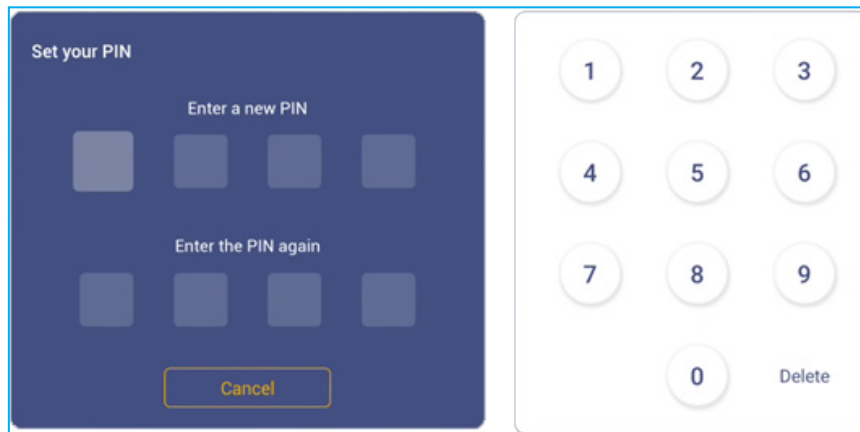 Set your PIN
Enter a new PIN
Enter the PIN again
Cancel
1 2 3
4 5 6
7 8 9
0 Delete